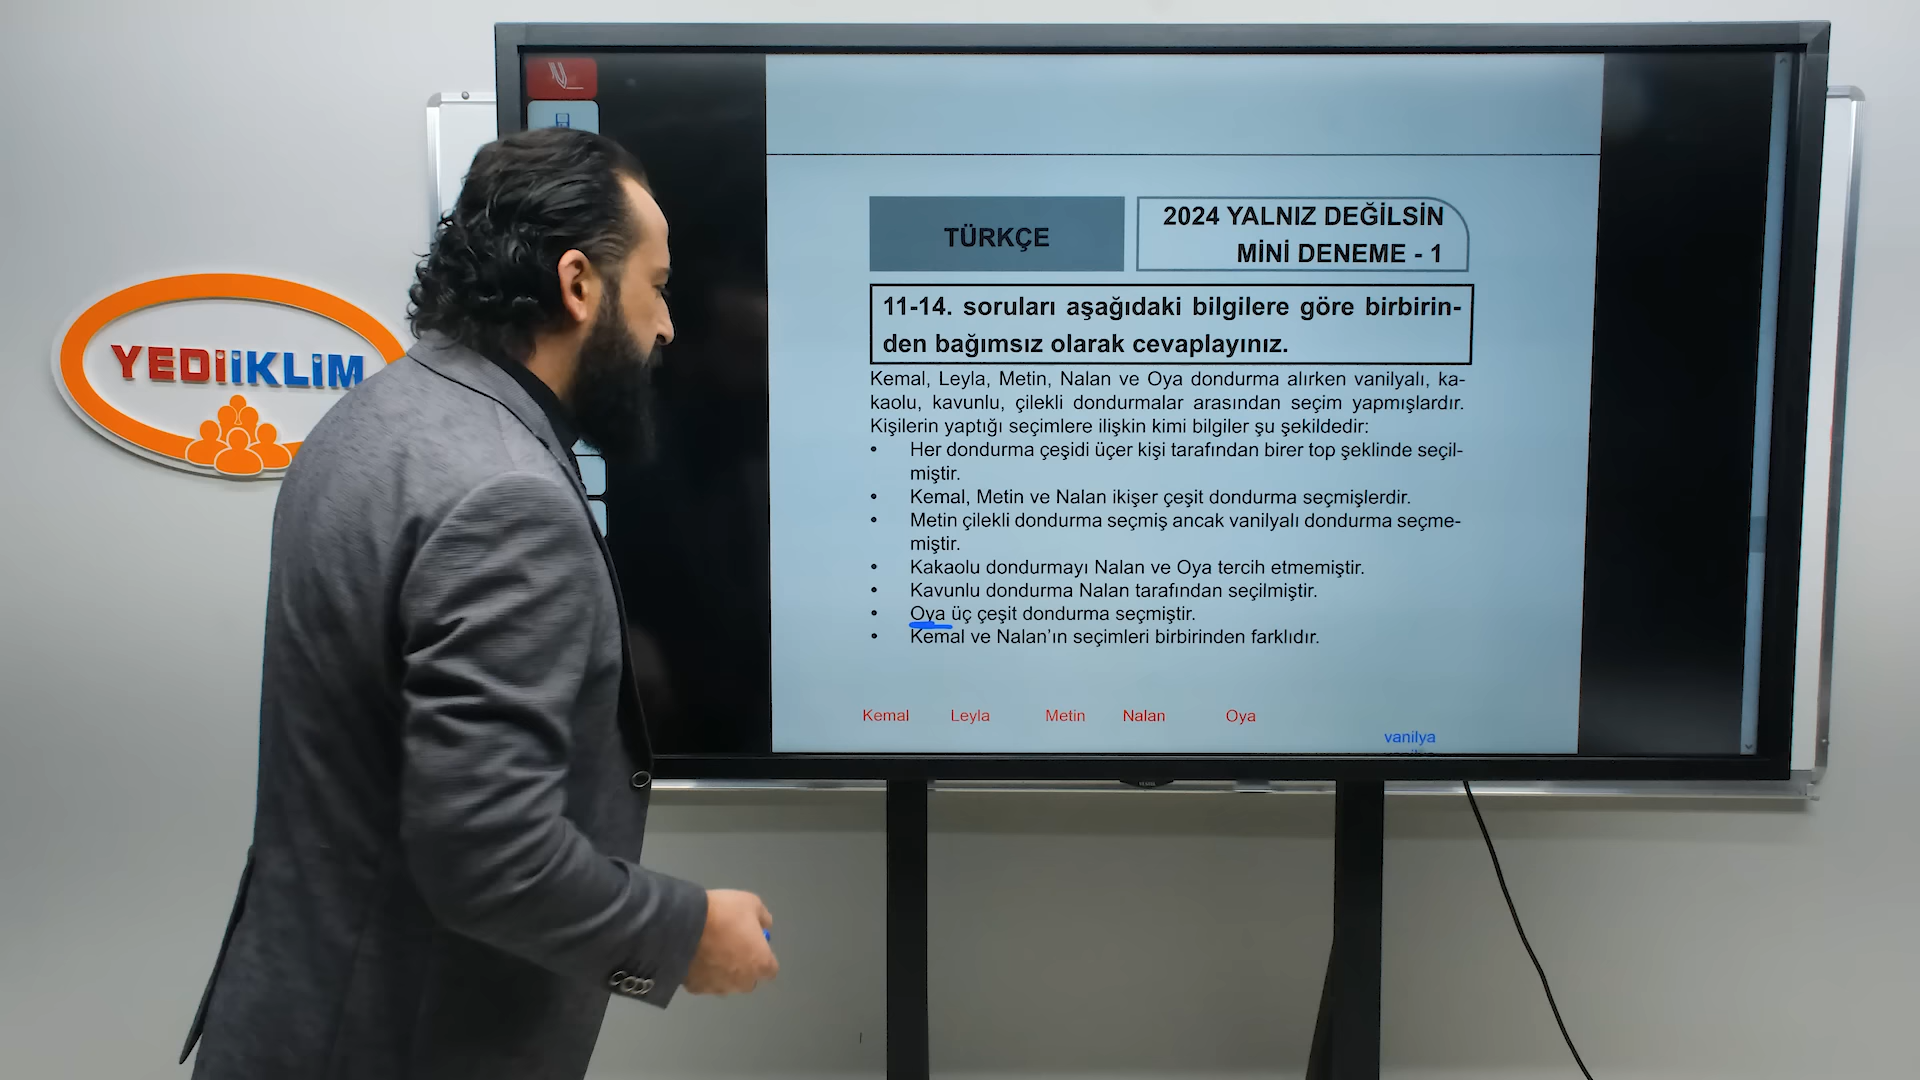 YEDİİKLİM
TÜRKÇE
2024 YALNIZ DEĞİLSİN
MİNİ DENEME - 1
11-14. soruları aşağıdaki bilgilere göre birbirin-
den bağımsız olarak cevaplayınız.
Kemal, Leyla, Metin, Nalan ve Oya dondurma alırken vanilyalı, ka-
kaolu, kavunlu, çilekli dondurmalar arasından seçim yapmışlardır.
Kişilerin yaptığı seçimlere ilişkin kimi bilgiler şu şekildedir:
• Her dondurma çeşidi üçer kişi tarafından birer top şeklinde seçil-
miştir.
• Kemal, Metin ve Nalan ikişer çeşit dondurma seçmişlerdir.
• Metin çilekli dondurma seçmiş ancak vanilyalı dondurma seçme-
miştir.
• Kakaolu dondurmayı Nalan ve Oya tercih etmemiştir.
• Kavunlu dondurma Nalan tarafından seçilmiştir.
• Oya üç çeşit dondurma seçmiştir.
• Kemal ve Nalan'ın seçimleri birbirinden farklıdır.
Kemal Leyla Metin Nalan Oya
vanilya